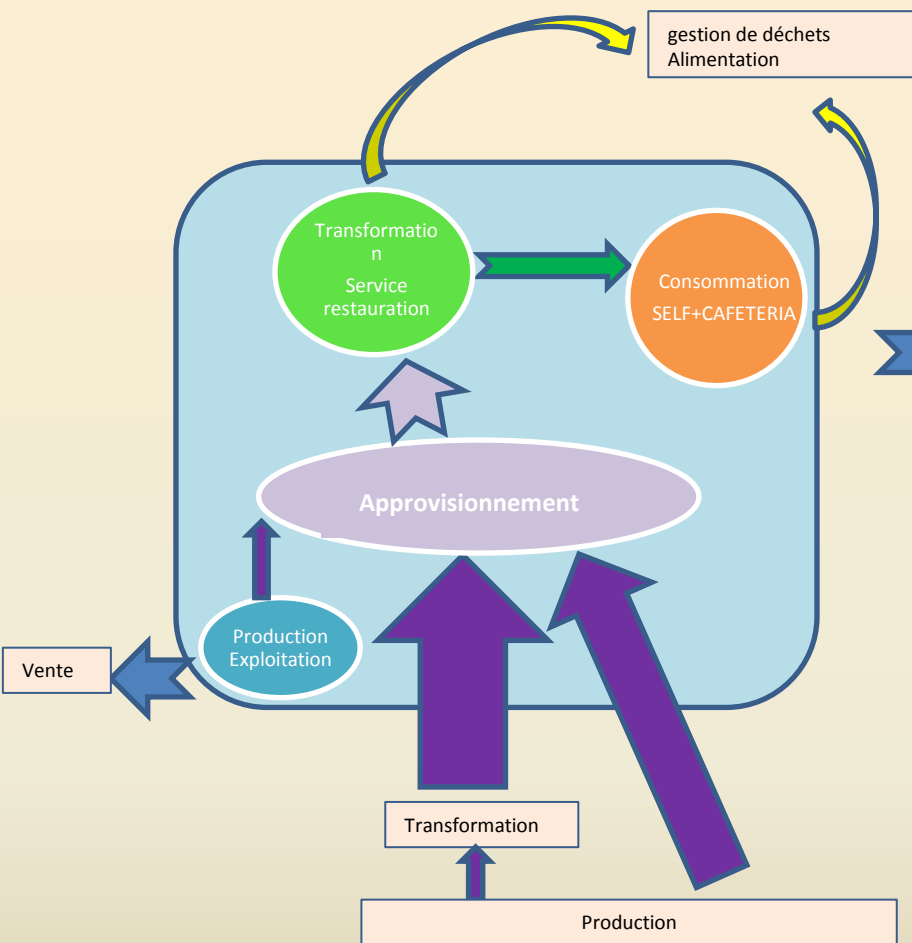 gestion de déchets
Alimentation
Transformatio
n
Service
restauration
Consommation
SELF+CAFETERIA
Approvisionnement
Production
Exploitation
Vente
Transformation
Production